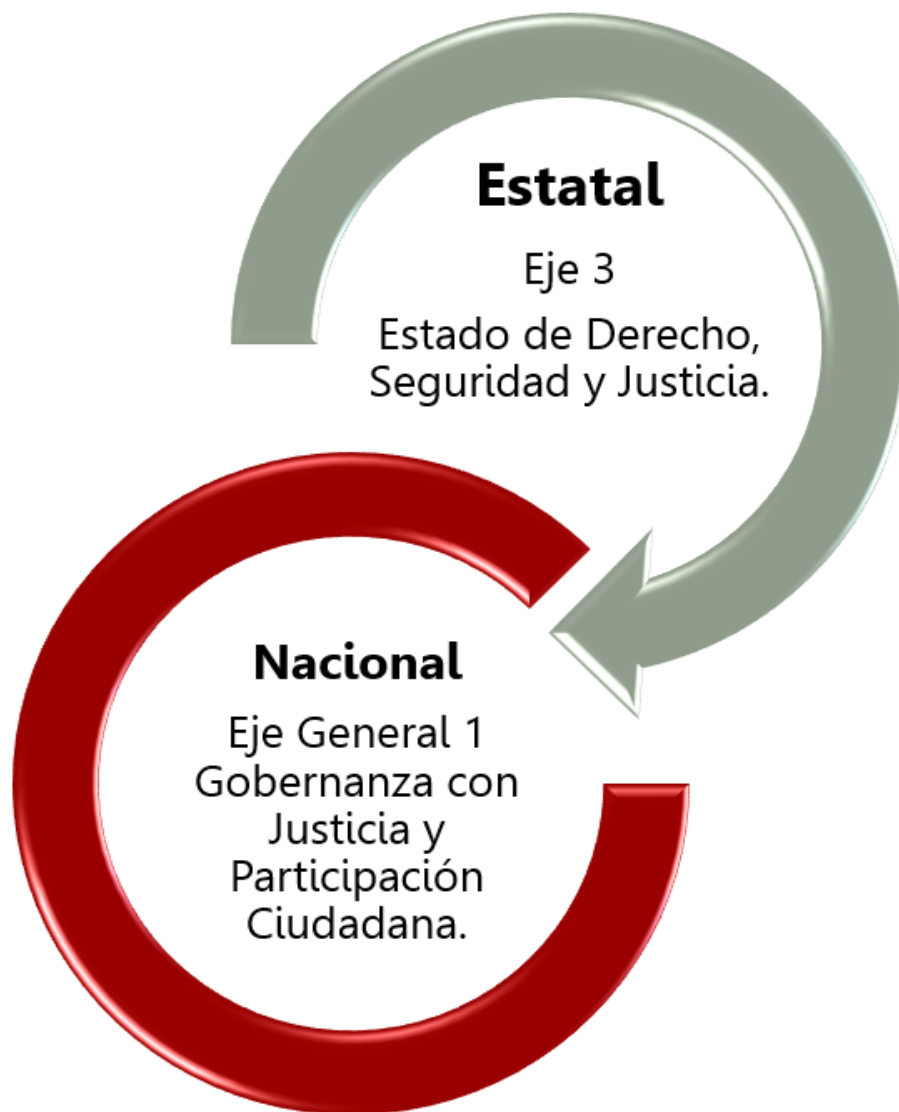 Estatal
Eje 3
Estado de Derecho,
Seguridad y Justicia.
Nacional
Eje General 1
Gobernanza con
Justicia y
Participación
Ciudadana.